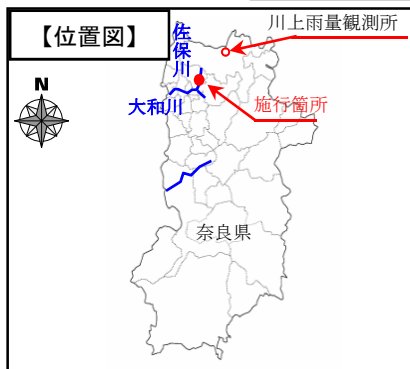 【位置図】
川上雨量観測所
佐保川
N
大和川
施行箇所
奈良県